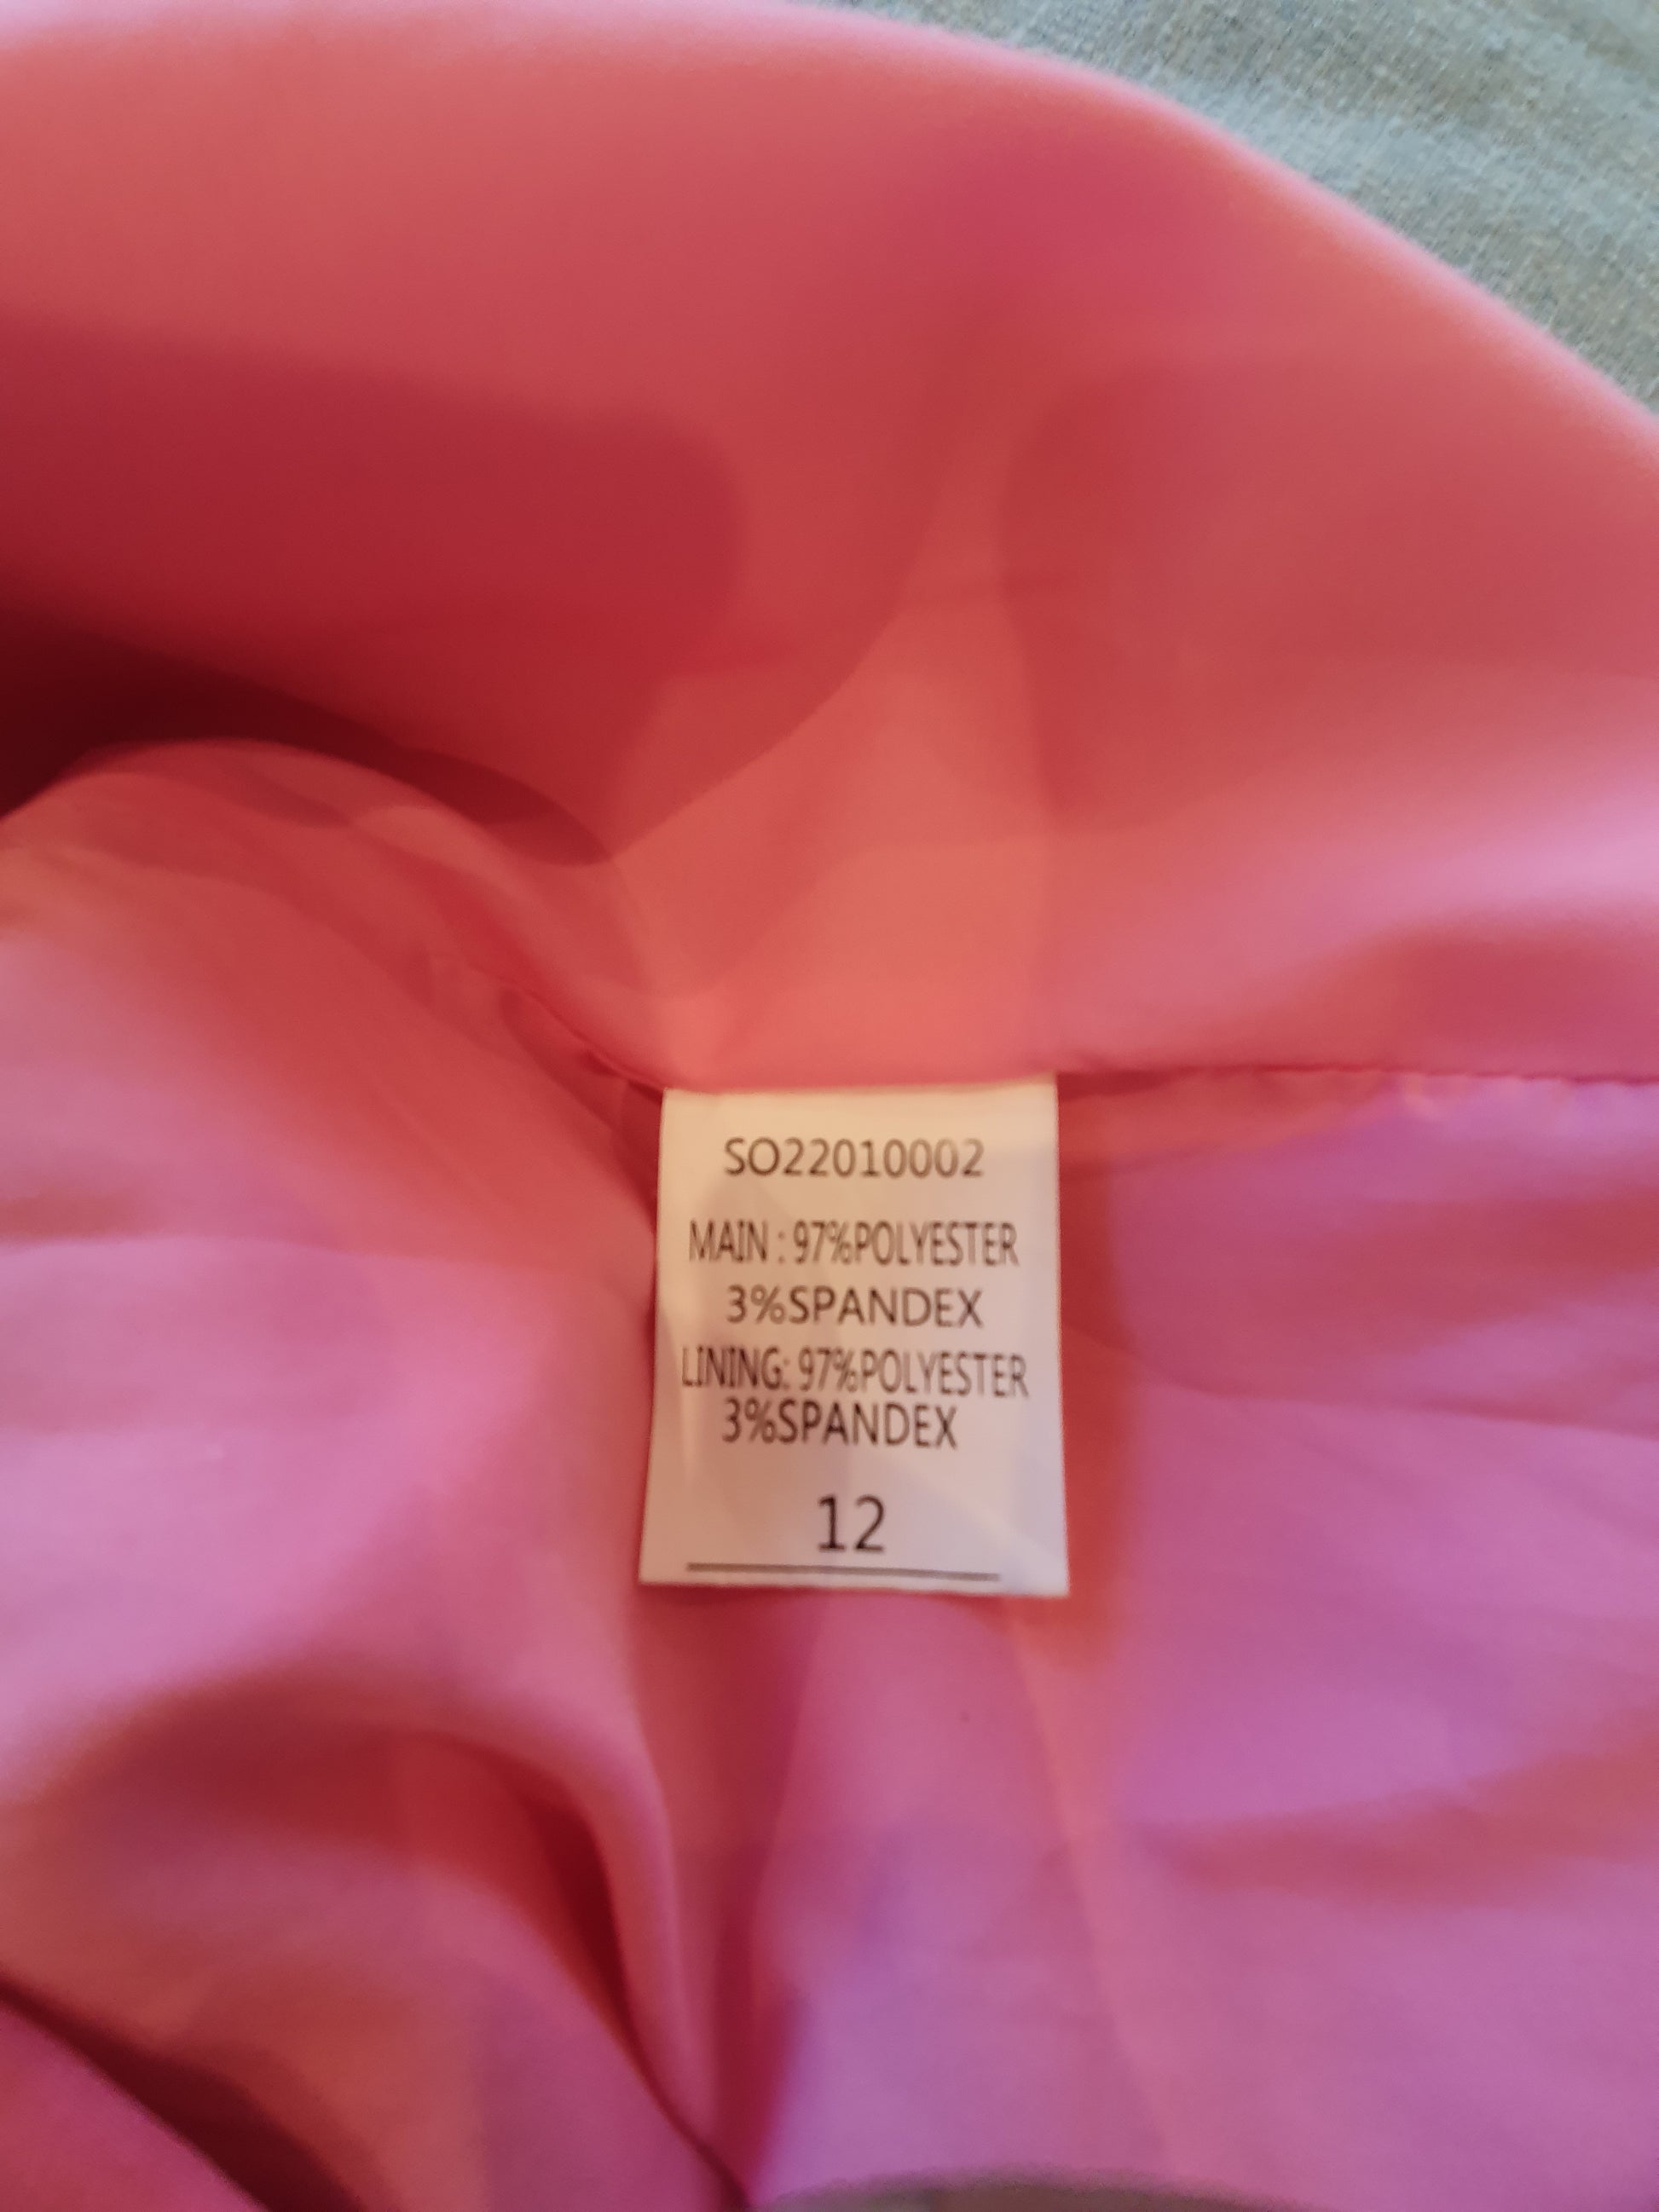 SO22010002
MAIN : 97%POLYESTER
3%SPANDEX
LINING: 97%POLYESTER
3%SPANDEX
12